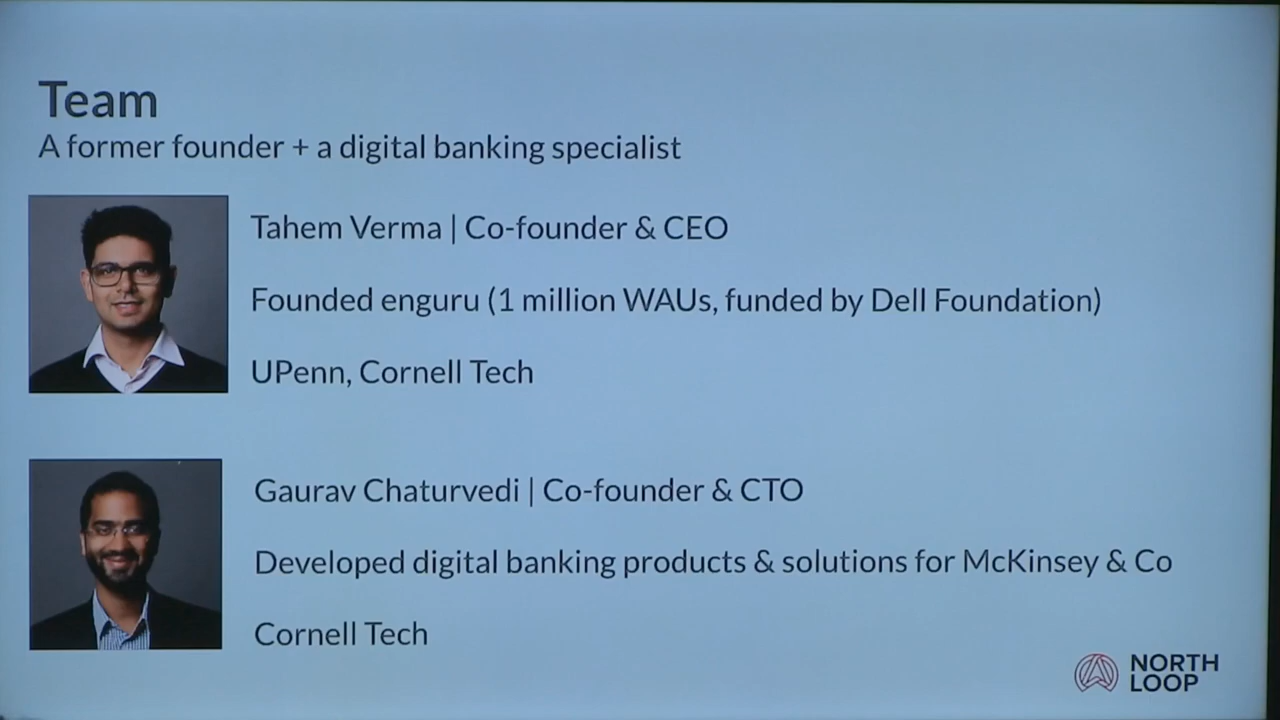 Team
A former founder + a digital banking specialist
Tahem Verma | Co-founder & CEO
Founded enguru (1 million WAUs, funded by Dell Foundation)
UPenn, Cornell Tech
Gaurav Chaturvedi | Co-founder & CTO
Developed digital banking products & solutions for McKinsey & Co
Cornell Tech
NORTH
LOOP